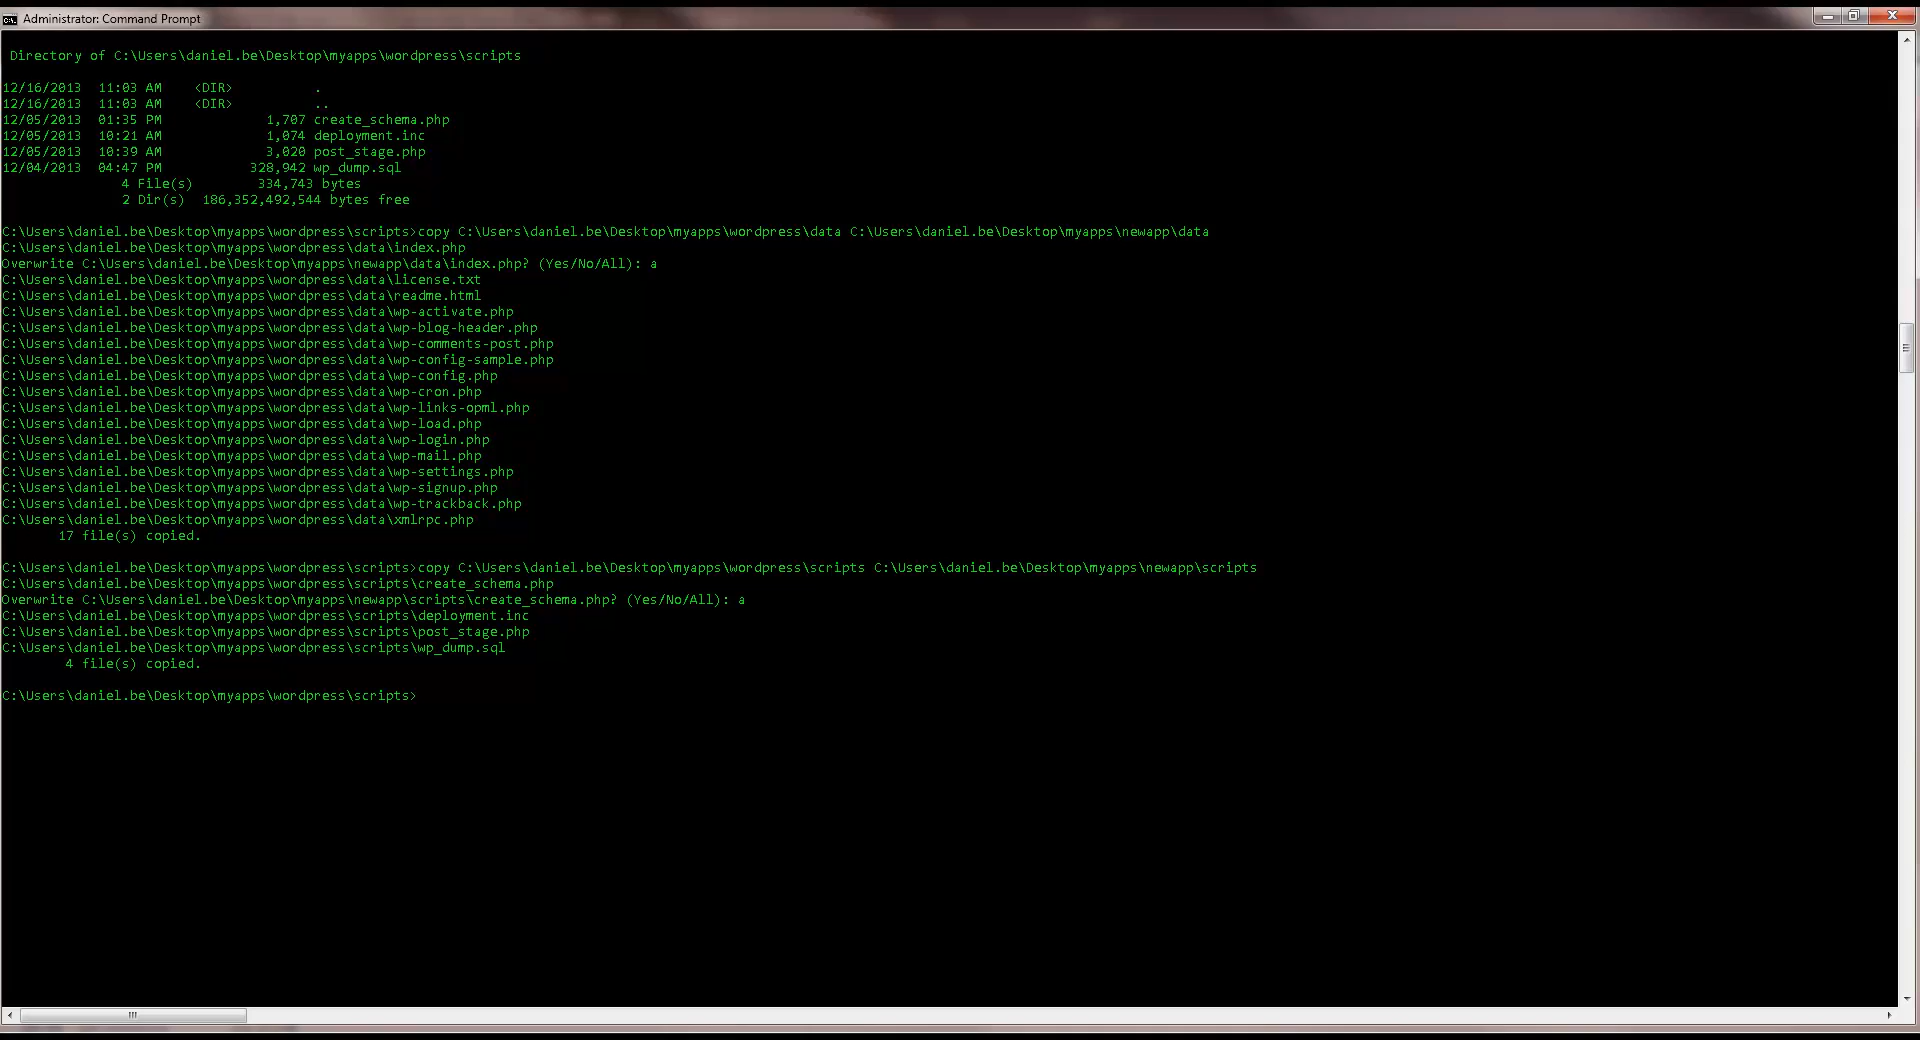 Administrator: Command Prompt
Directory of C:\Users\daniel.be\Desktop\myapps\wordpress\scripts
12/16/2013  11:03 AM    <DIR>          .
12/16/2013  11:03 AM    <DIR>          ..
12/05/2013  01:35 PM             1,707 create_schema.php
12/05/2013  10:21 AM             1,074 deployment.inc
12/05/2013  10:39 AM             3,020 post_stage.php
12/04/2013  04:47 PM           328,942 wp_dump.sql
4 File(s)        334,743 bytes
2 Dir(s)  186,352,492,544 bytes free
C:\Users\daniel.be\Desktop\myapps\wordpress\scripts>copy C:\Users\daniel.be\Desktop\myapps\wordpress\data C:\Users\daniel.be\Desktop\myapps\newapp\data
C:\Users\daniel.be\Desktop\myapps\wordpress\data\index.php
Overwrite C:\Users\daniel.be\Desktop\myapps\newapp\data\index.php? (Yes/No/All): a
C:\Users\daniel.be\Desktop\myapps\wordpress\data\license.txt
C:\Users\daniel.be\Desktop\myapps\wordpress\data\readme.html
C:\Users\daniel.be\Desktop\myapps\wordpress\data\wp-activate.php
C:\Users\daniel.be\Desktop\myapps\wordpress\data\wp-blog-header.php
C:\Users\daniel.be\Desktop\myapps\wordpress\data\wp-comments-post.php
C:\Users\daniel.be\Desktop\myapps\wordpress\data\wp-config-sample.php
C:\Users\daniel.be\Desktop\myapps\wordpress\data\wp-config.php
C:\Users\daniel.be\Desktop\myapps\wordpress\data\wp-cron.php
C:\Users\daniel.be\Desktop\myapps\wordpress\data\wp-links-opml.php
C:\Users\daniel.be\Desktop\myapps\wordpress\data\wp-load.php
C:\Users\daniel.be\Desktop\myapps\wordpress\data\wp-login.php
C:\Users\daniel.be\Desktop\myapps\wordpress\data\wp-mail.php
C:\Users\daniel.be\Desktop\myapps\wordpress\data\wp-settings.php
C:\Users\daniel.be\Desktop\myapps\wordpress\data\wp-signup.php
C:\Users\daniel.be\Desktop\myapps\wordpress\data\wp-trackback.php
C:\Users\daniel.be\Desktop\myapps\wordpress\data\xmlrpc.php
17 file(s) copied.
C:\Users\daniel.be\Desktop\myapps\wordpress\scripts>copy C:\Users\daniel.be\Desktop\myapps\wordpress\scripts C:\Users\daniel.be\Desktop\myapps\newapp\scripts
C:\Users\daniel.be\Desktop\myapps\wordpress\scripts\create_schema.php
Overwrite C:\Users\daniel.be\Desktop\myapps\newapp\scripts\create_schema.php? (Yes/No/All): a
C:\Users\daniel.be\Desktop\myapps\wordpress\scripts\deployment.inc
C:\Users\daniel.be\Desktop\myapps\wordpress\scripts\post_stage.php
C:\Users\daniel.be\Desktop\myapps\wordpress\scripts\wp_dump.sql
4 file(s) copied.
C:\Users\daniel.be\Desktop\myapps\wordpress\scripts>